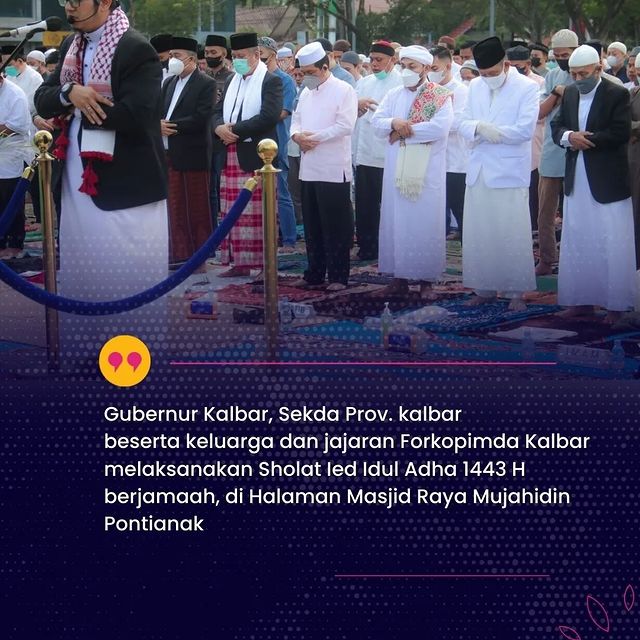 Gubernur Kalbar, Sekda Prov. kalbar
beserta keluarga dan jajaran Forkopimda Kalbar
melaksanakan Sholat Ied Idul Adha 1443 H
berjamaah, di Halaman Masjid Raya Mujahidin
Pontianak